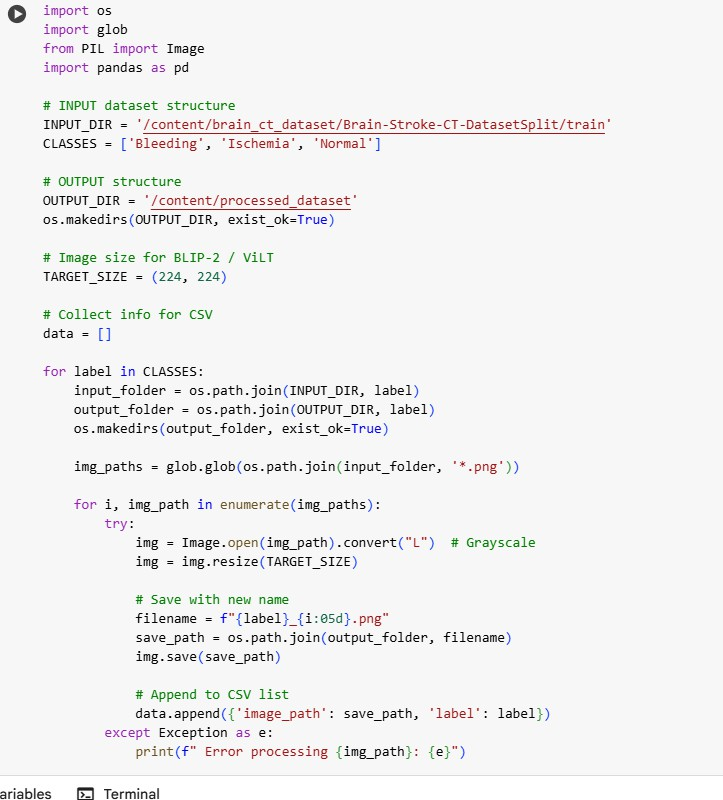 import os
import glob
from PIL import Image
import pandas as pd

# INPUT dataset structure
INPUT_DIR = '/content/brain_ct_dataset/Brain-Stroke-CT-DatasetSplit/train'
CLASSES = ['Bleeding', 'Ischemia', 'Normal']

# OUTPUT structure
OUTPUT_DIR = '/content/processed_dataset'
os.makedirs(OUTPUT_DIR, exist_ok=True)

# Image size for BLIP-2 / ViLT
TARGET_SIZE = (224, 224)

# Collect info for CSV
data = []

for label in CLASSES:
    input_folder = os.path.join(INPUT_DIR, label)
    output_folder = os.path.join(OUTPUT_DIR, label)
    os.makedirs(output_folder, exist_ok=True)

    img_paths = glob.glob(os.path.join(input_folder, '*.png'))

    for i, img_path in enumerate(img_paths):
        try:
            img = Image.open(img_path).convert("L")  # Grayscale
            img = img.resize(TARGET_SIZE)

            # Save with new name
            filename = f"{label}_{i:05d}.png"
            save_path = os.path.join(output_folder, filename)
            img.save(save_path)

            # Append to CSV list
            data.append({'image_path': save_path, 'label': label})
        except Exception as e:
            print(f" Error processing {img_path}: {e}")
ariables
Terminal